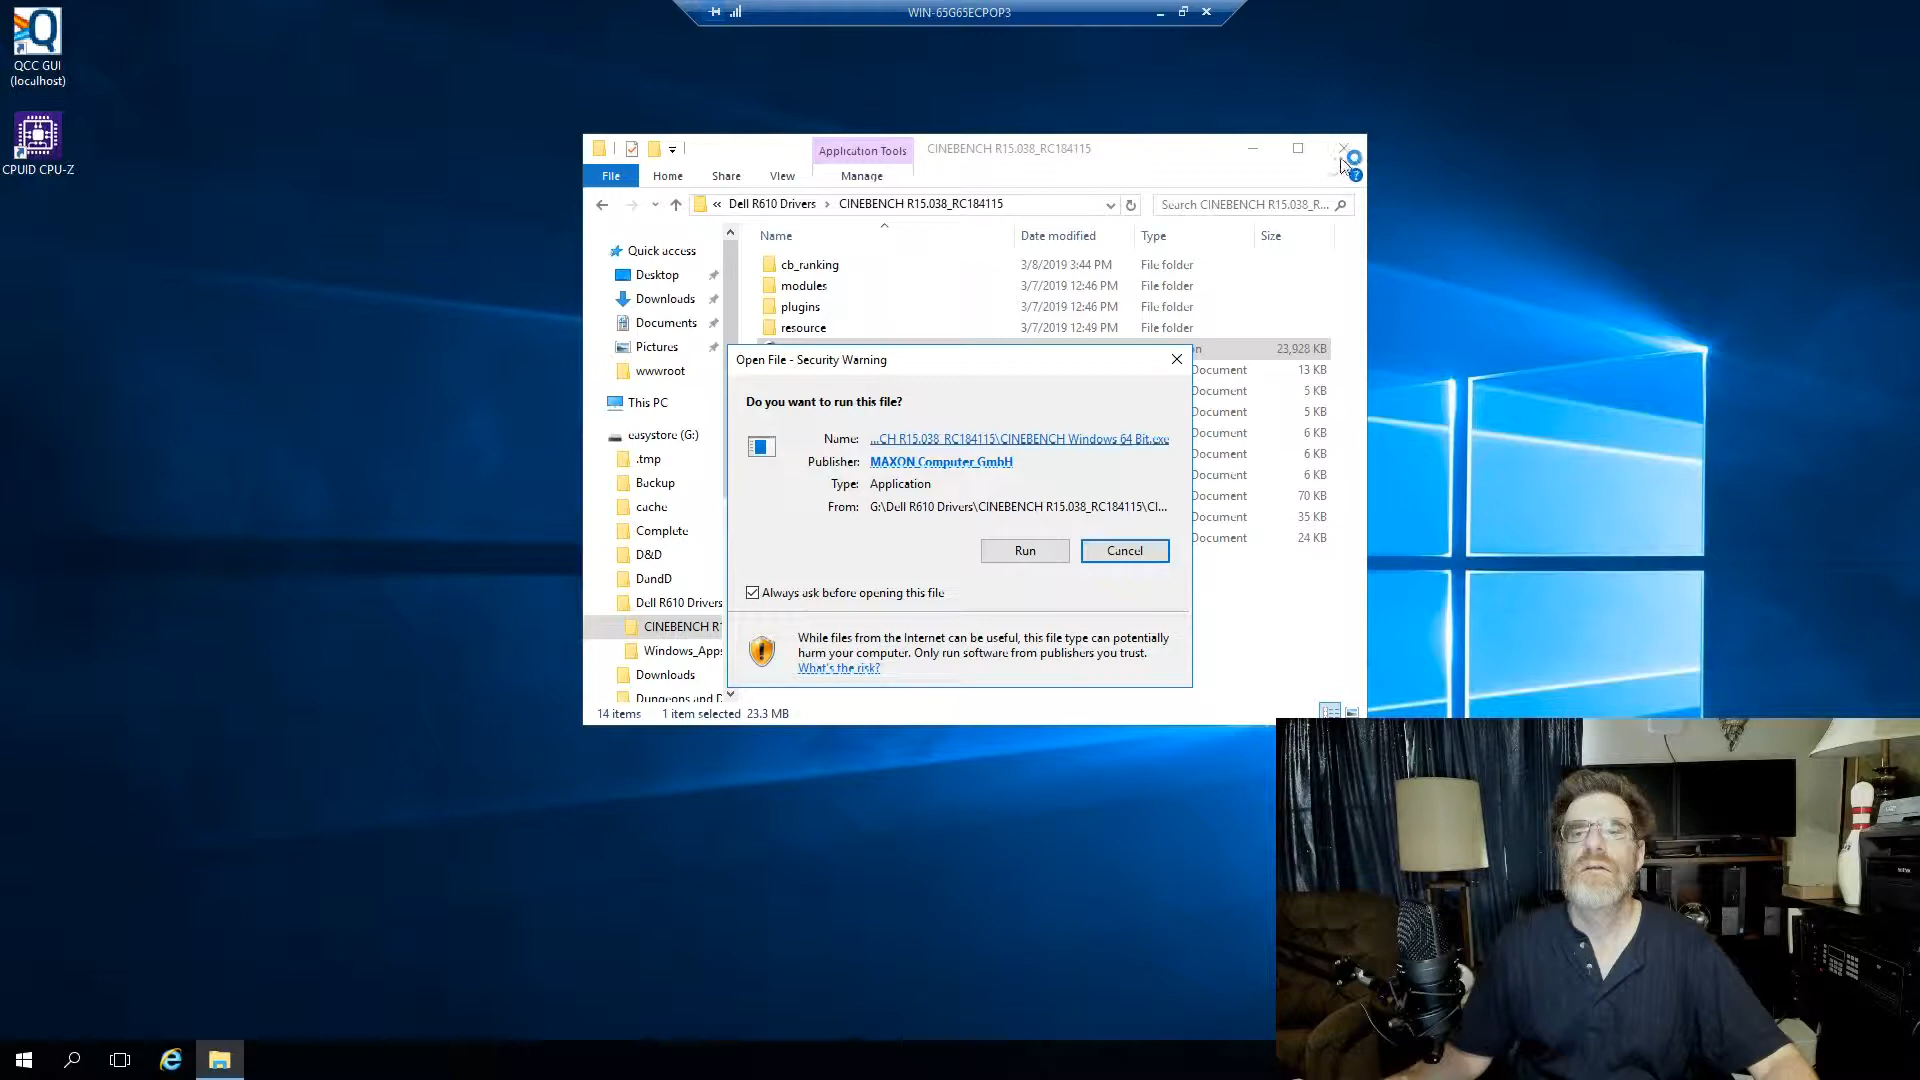 WIN-65G65ECPOP3
QCC GUI
(localhost)
CPUID CPU-Z
Application Tools
CINEBENCH R15.038_RC184115
File
Home
Share
View
Manage
« Dell R610 Drivers › CINEBENCH R15.038_RC184115
Search CINEBENCH R15.038_R...
Name
Date modified
Type
Size
Quick access
Desktop
Downloads
Documents
Pictures
wwwroot
This PC
easystore (G:)
.tmp
Backup
cache
Complete
D&D
DandD
Dell R610 Drivers
CINEBENCH R
Windows_Apps
Downloads
Dungeons and D
cb_ranking 3/8/2019 3:44 PM File folder
modules 3/7/2019 12:46 PM File folder
plugins 3/7/2019 12:46 PM File folder
resource 3/7/2019 12:49 PM File folder
on 23,928 KB
Document 13 KB
Document 5 KB
Document 5 KB
Document 6 KB
Document 6 KB
Document 6 KB
Document 70 KB
Document 35 KB
Document 24 KB
Open File - Security Warning
Do you want to run this file?
Name: ...CH R15.038_RC184115\CINEBENCH Windows 64 Bit.exe
Publisher: MAXON Computer GmbH
Type: Application
From: G:\Dell R610 Drivers\CINEBENCH R15.038_RC184115\CI...
Run
Cancel
Always ask before opening this file
While files from the Internet can be useful, this file type can potentially
harm your computer. Only run software from publishers you trust.
What's the risk?
14 items
1 item selected 23.3 MB